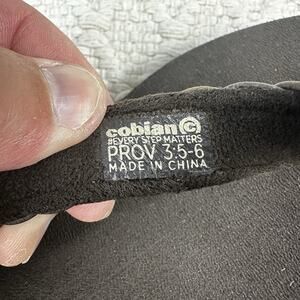 cobian C
#EVERY STEP MATTERS
PROV 3:5-6
MADE IN CHINA